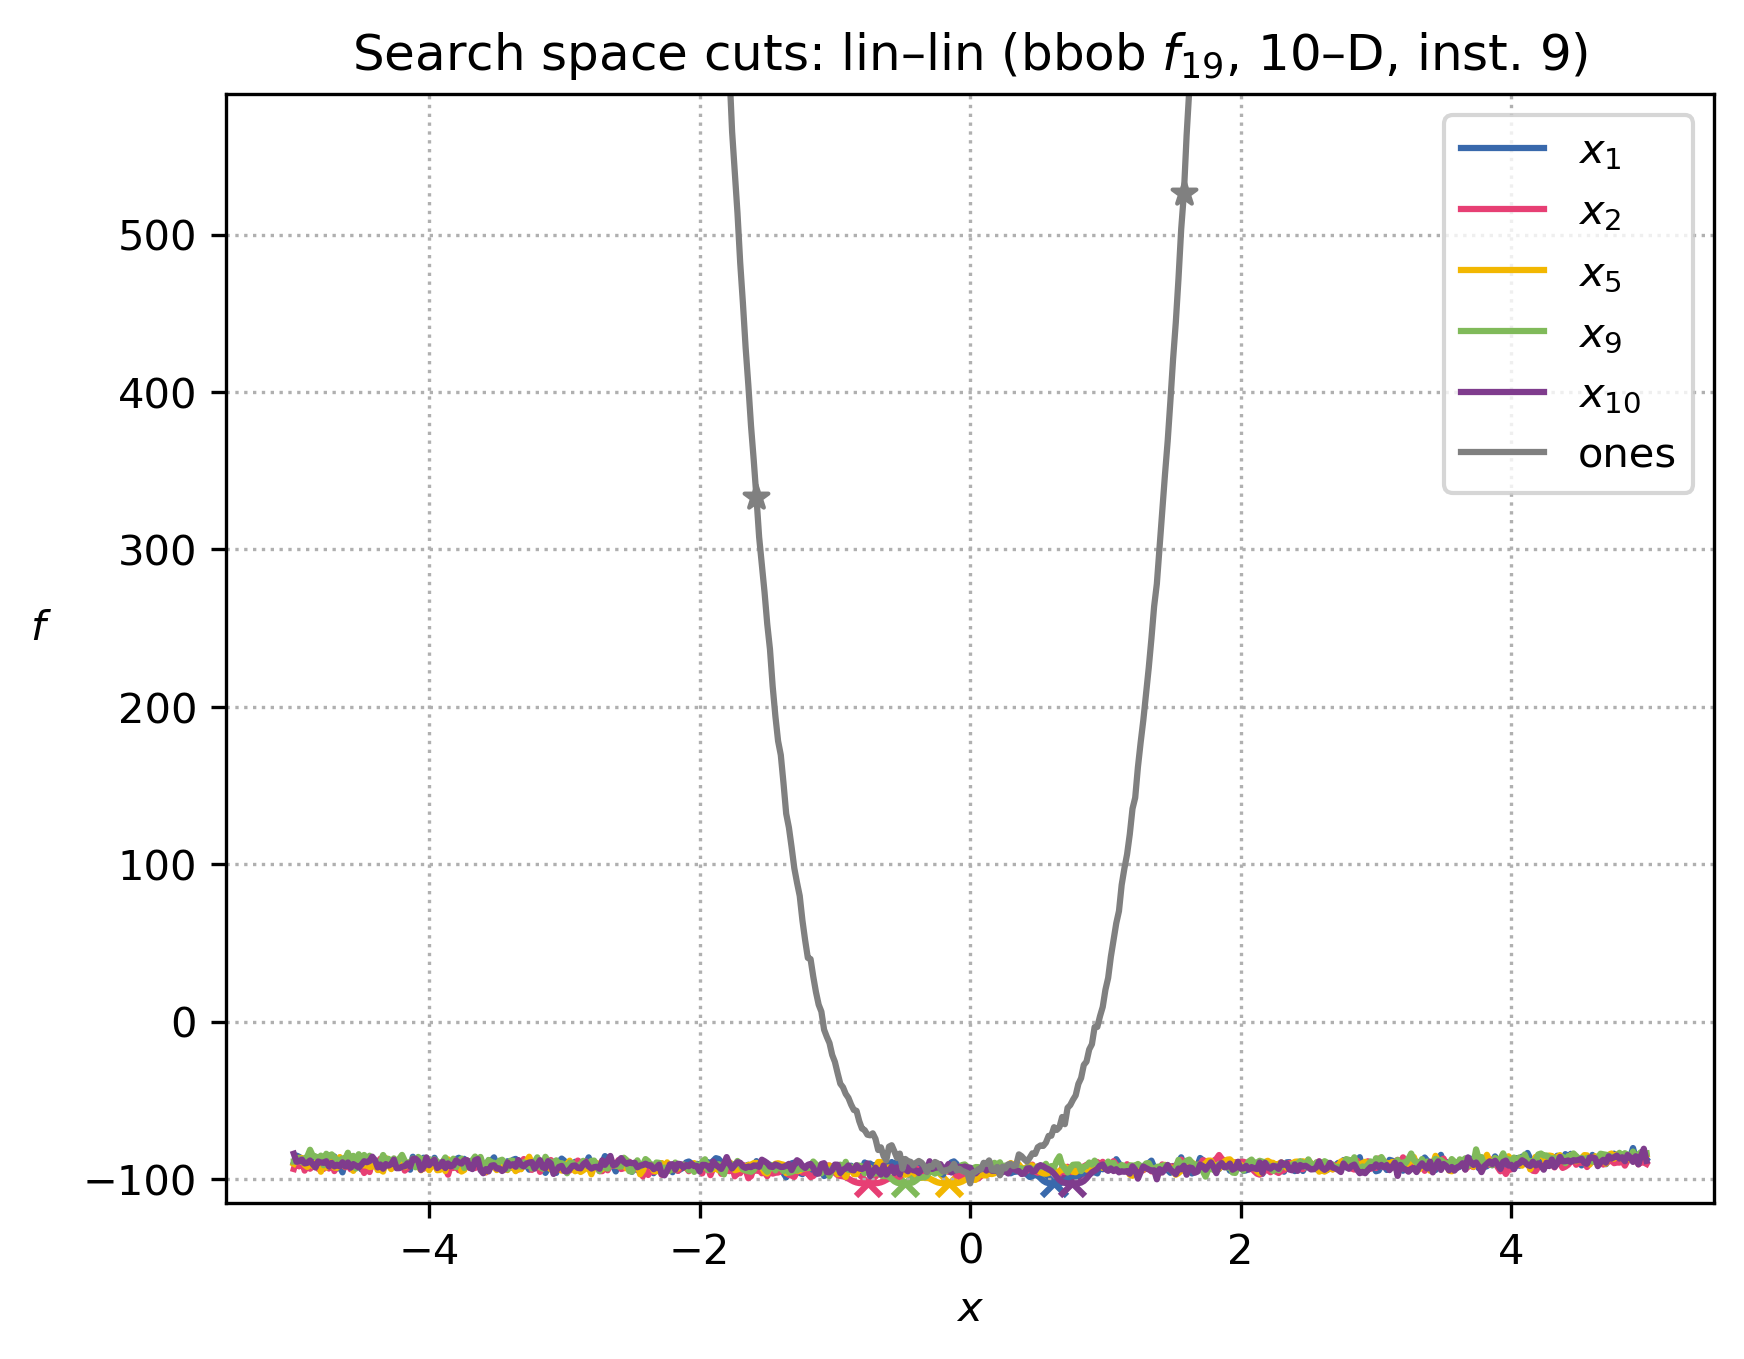 Search space cuts: lin–lin (bbob f₁₉, 10–D, inst. 9)
x₁
x₂
x₅
x₉
x₁₀
ones
500
400
300
200
100
0
−100
f
−4
−2
0
2
4
x